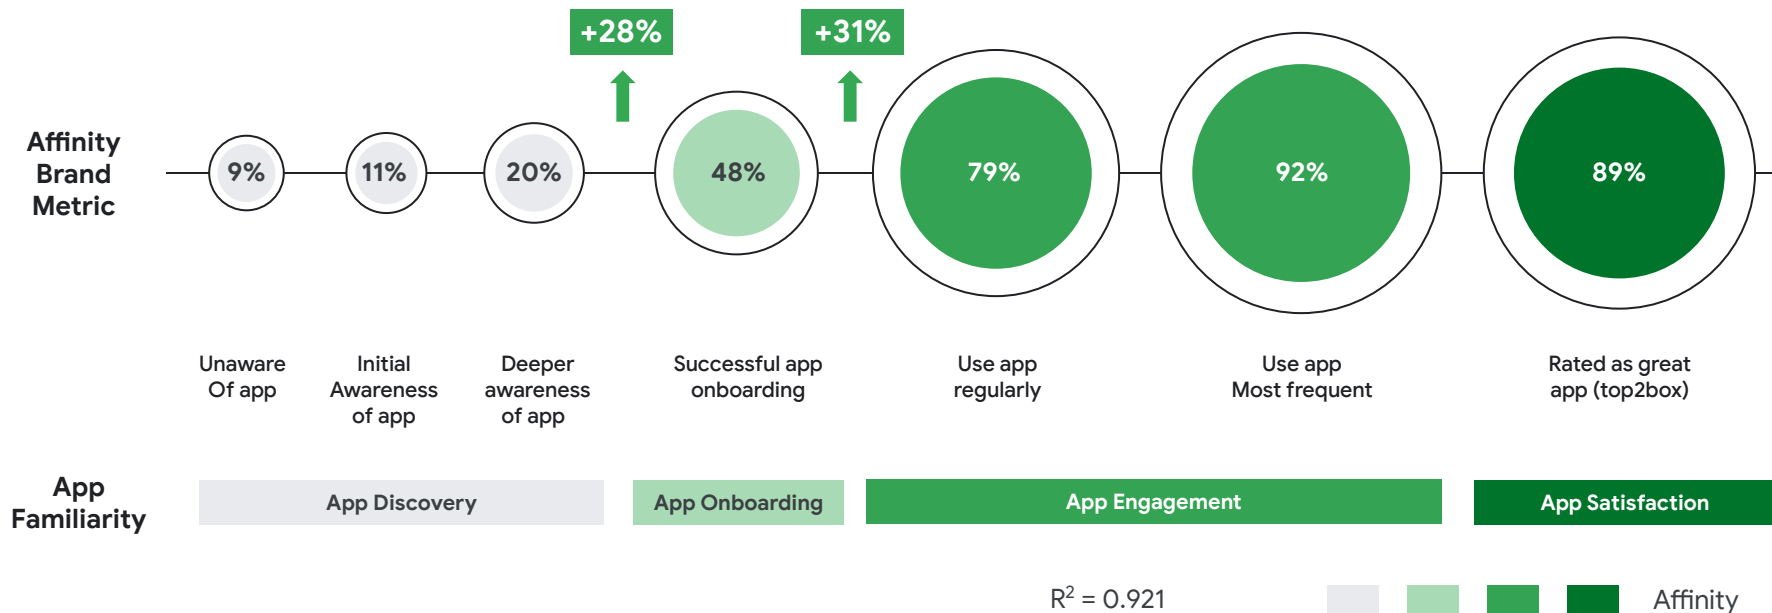 +28%
+31%
Affinity
Brand
Metric
9%
11%
20%
48%
79%
92%
89%
Unaware
Of app
Initial
Awareness
of app
Deeper
awareness
of app
Successful app
onboarding
Use app
regularly
Use app
Most frequent
Rated as great
app (top2box)
App
Familiarity
App Discovery
App Onboarding
App Engagement
App Satisfaction
R² = 0.921
Affinity